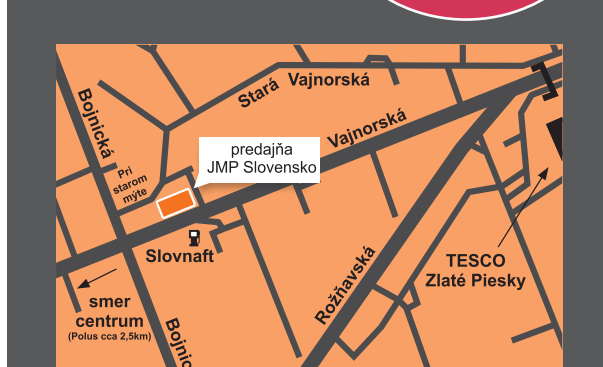 Stará Vajnorská
Bojnická
Vajnorská
predajňa
JMP Slovensko
Pri
starom
mýte
Slovnaft
Rožňavská
TESCO
Zlaté Piesky
smer
centrum
(Polus cca 2,5km)
Bojnic